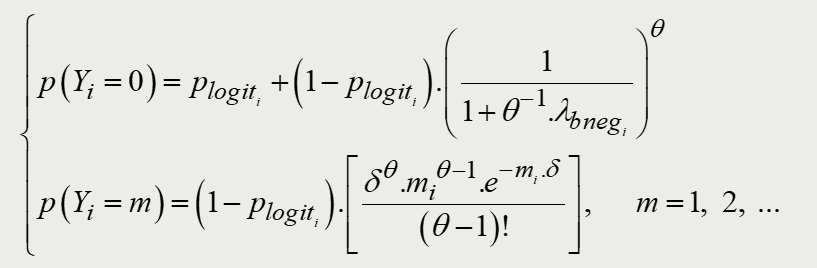 p(Y_i = 0) = p_{logit_i} + (1 − p_{logit_i}).(1 / (1 + θ^{−1}.λ_{bneg_i}))^θ
p(Y_i = m) = (1 − p_{logit_i}).[δ^θ.m_i^{θ−1}.e^{−m_i.δ} / (θ − 1)!], m = 1, 2, ...